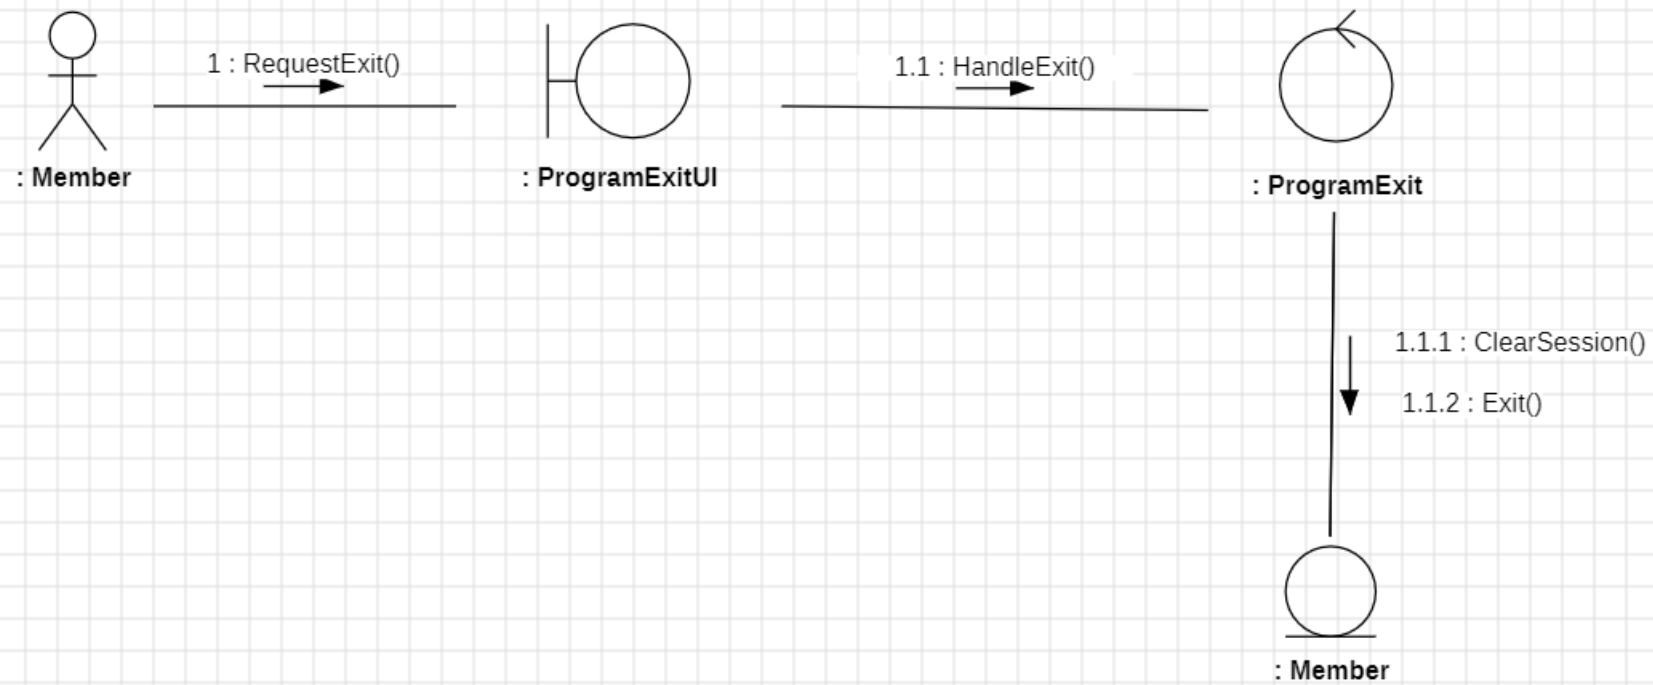 1 : RequestExit()
1.1 : HandleExit()
: Member
: ProgramExitUI
: ProgramExit
1.1.1 : ClearSession()
1.1.2 : Exit()
: Member